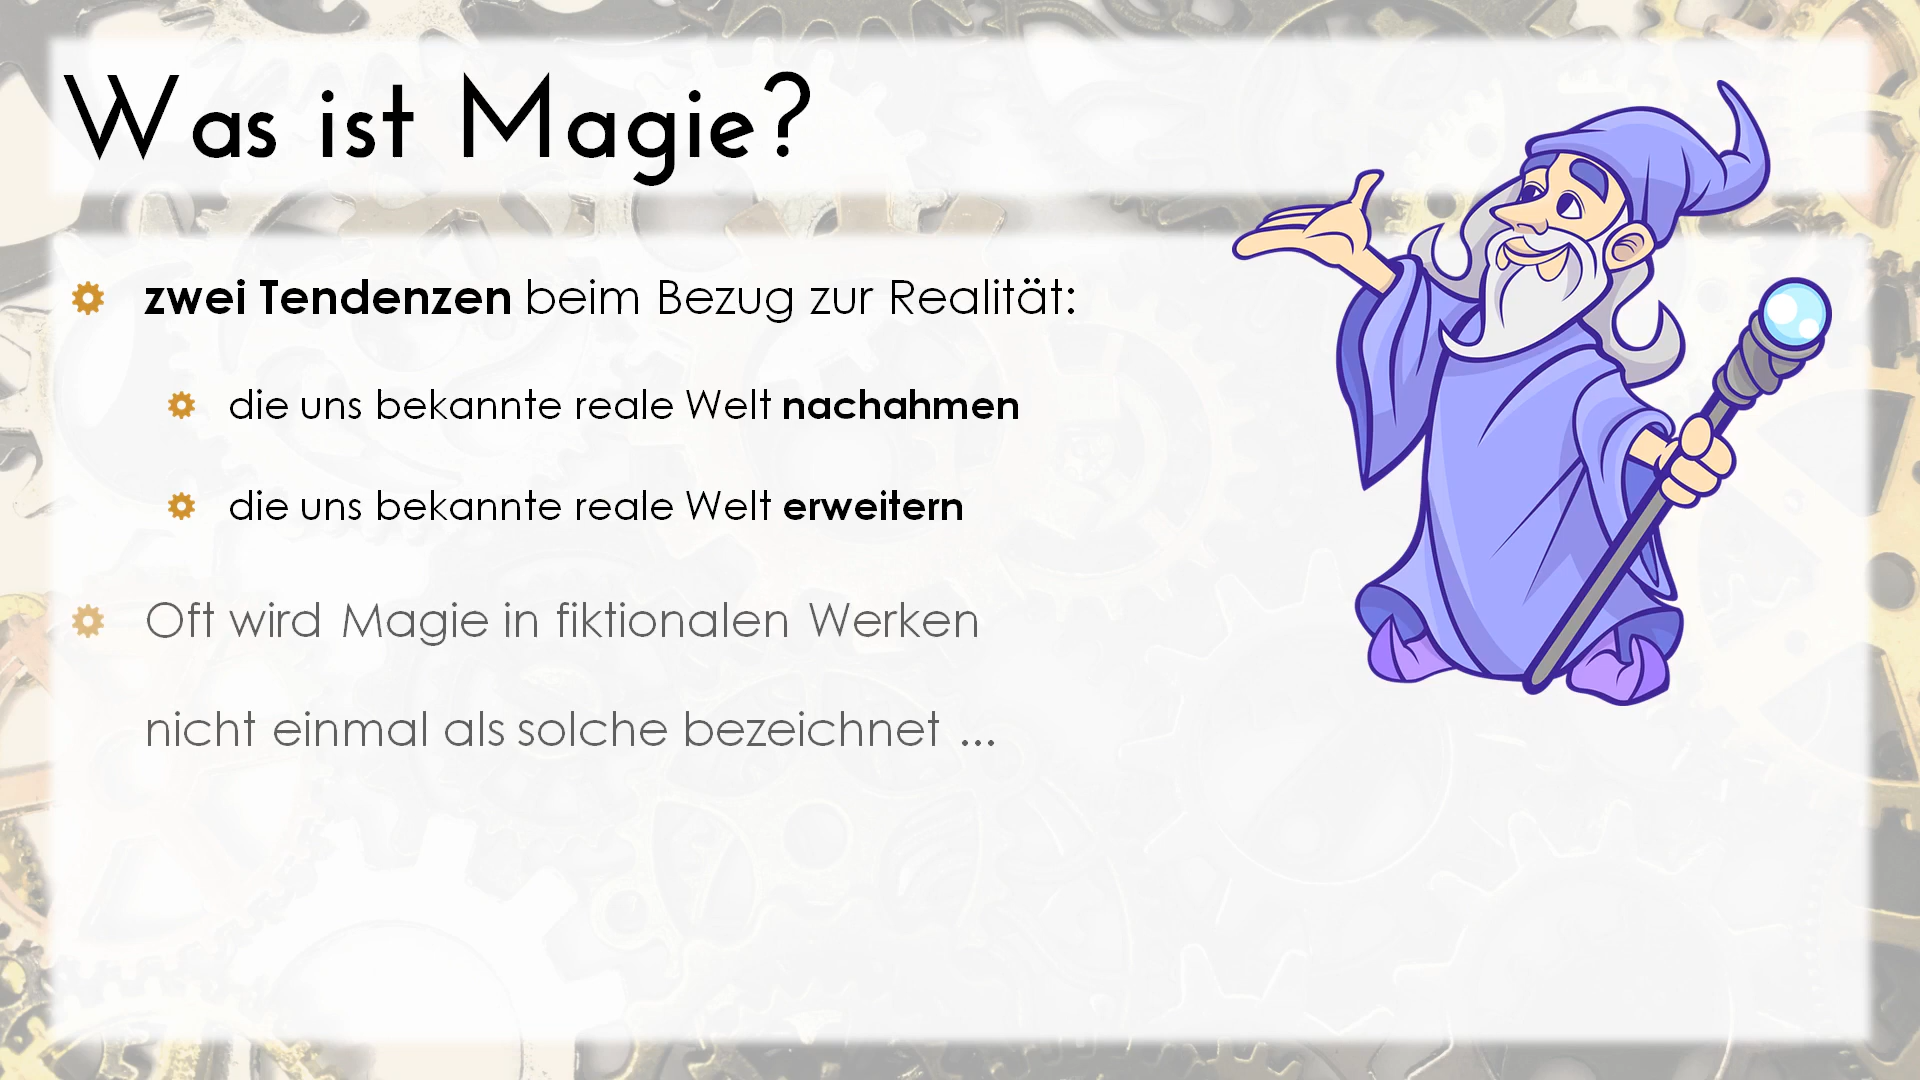 Was ist Magie?
zwei Tendenzen beim Bezug zur Realität:
die uns bekannte reale Welt nachahmen
die uns bekannte reale Welt erweitern
Oft wird Magie in fiktionalen Werken
nicht einmal als solche bezeichnet ...